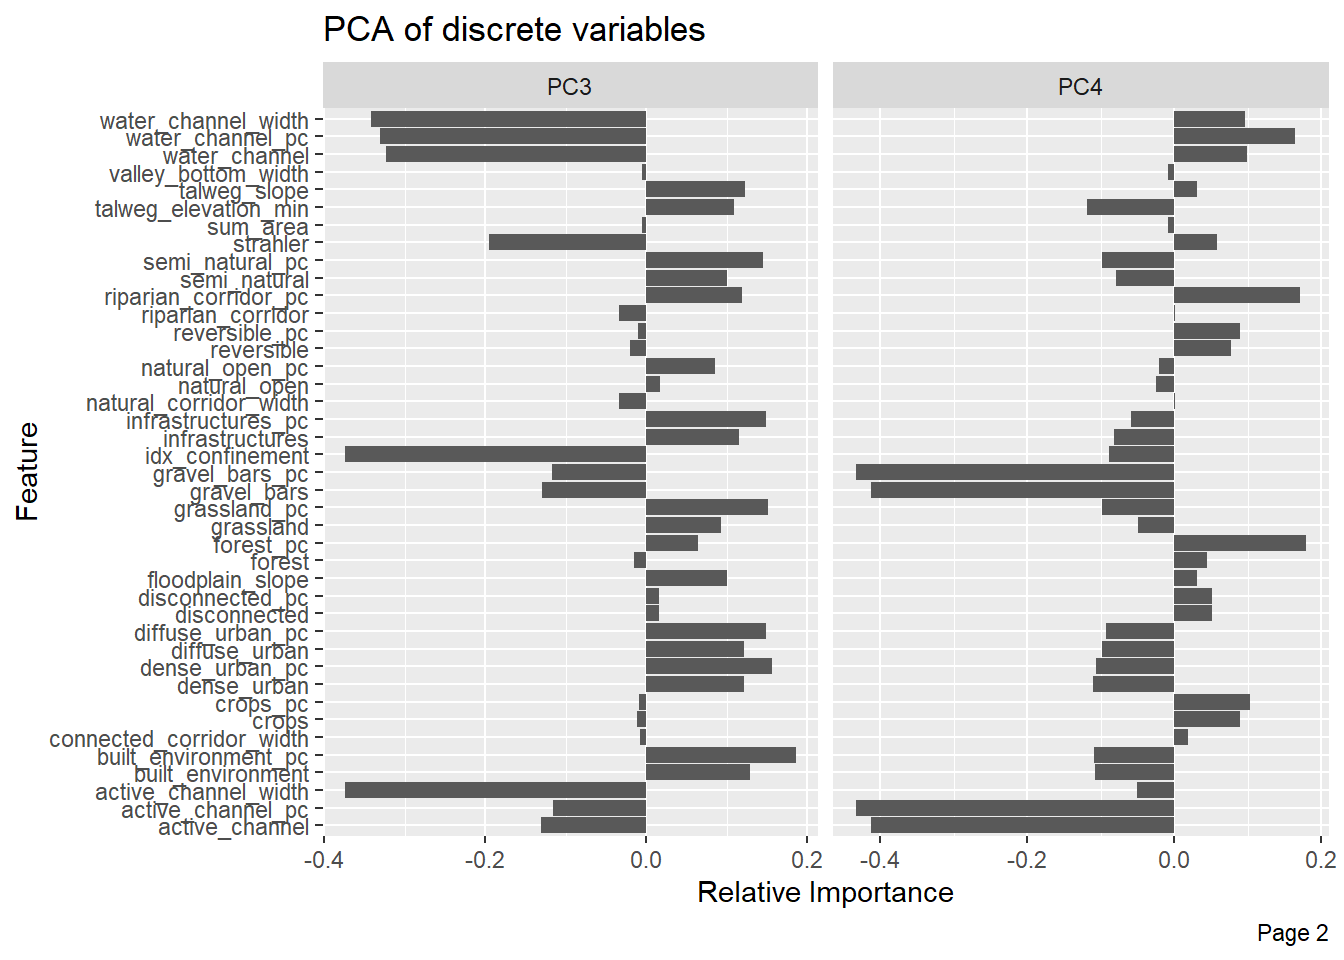 PCA of discrete variables
PC3 PC4
water_channel_width
water_channel_pc
water_channel
valley_bottom_width
talweg_slope
talweg_elevation_min
sum_area
strahler
semi_natural_pc
semi_natural
riparian_corridor_pc
riparian_corridor
reversible_pc
reversible
natural_open_pc
natural_open
natural_corridor_width
infrastructures_pc
infrastructures
idx_confinement
gravel_bars_pc
gravel_bars
grassland_pc
grassland
forest_pc
forest
floodplain_slope
disconnected_pc
disconnected
diffuse_urban_pc
diffuse_urban
dense_urban_pc
dense_urban
crops_pc
crops
connected_corridor_width
built_environment_pc
built_environment
active_channel_width
active_channel_pc
active_channel
Feature
-0.4 -0.2 0.0 0.2 -0.4 -0.2 0.0 0.2
Relative Importance
Page 2